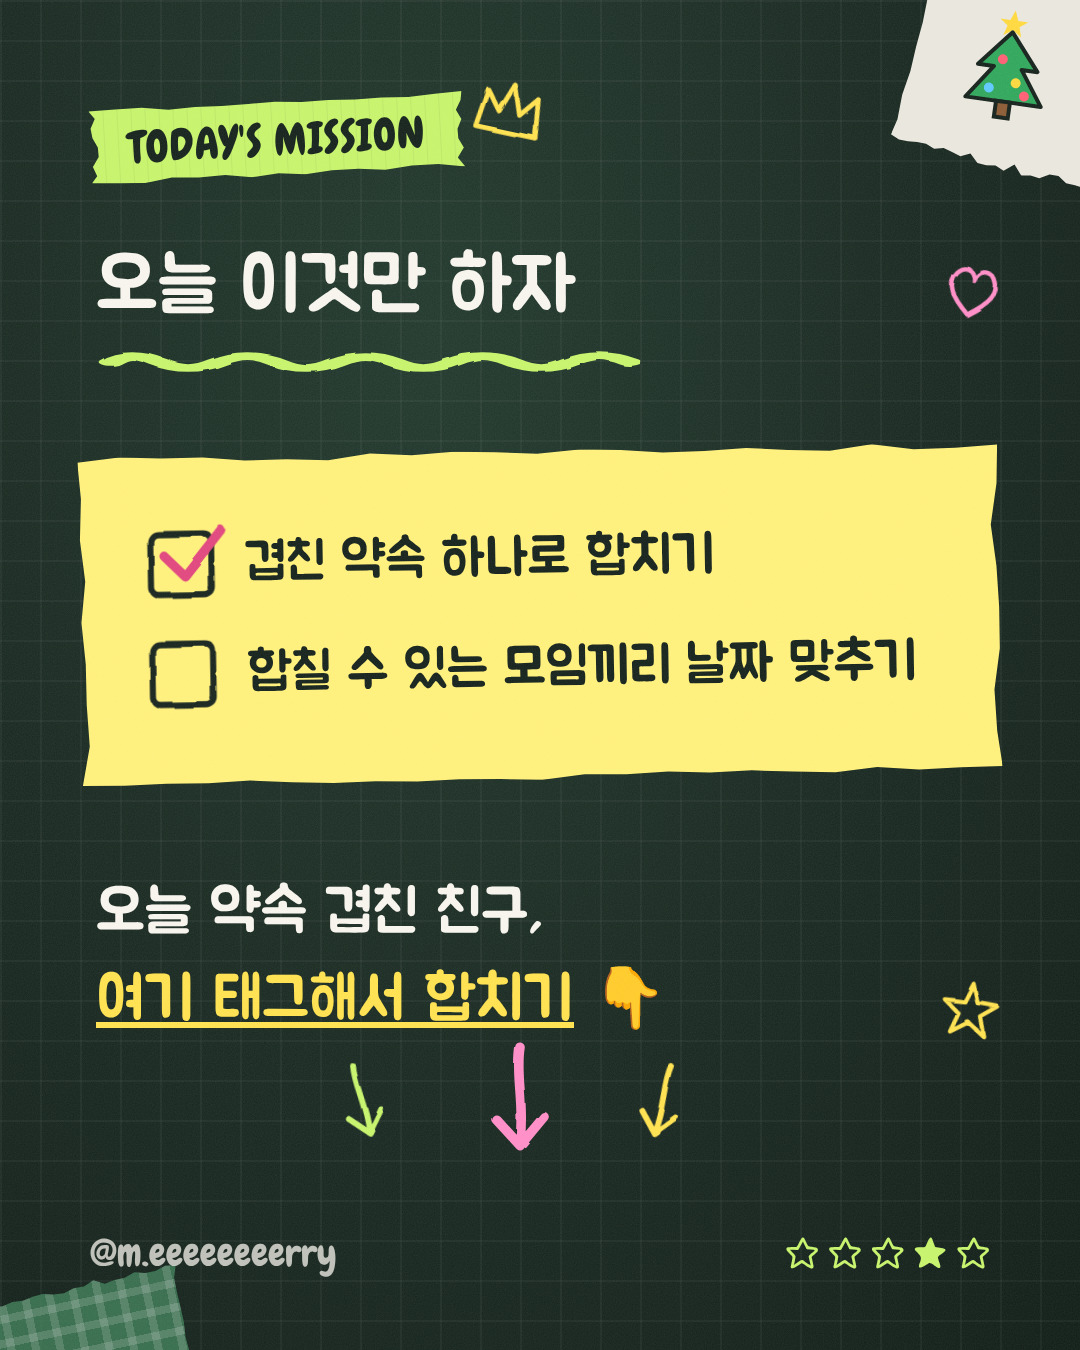 TODAY'S MISSION
오늘 이것만 하자
겹친 약속 하나로 합치기
합칠 수 있는 모임끼리 날짜 맞추기
오늘 약속 겹친 친구,
여기 태그해서 합치기 👇
@m.eeeeeeeerry